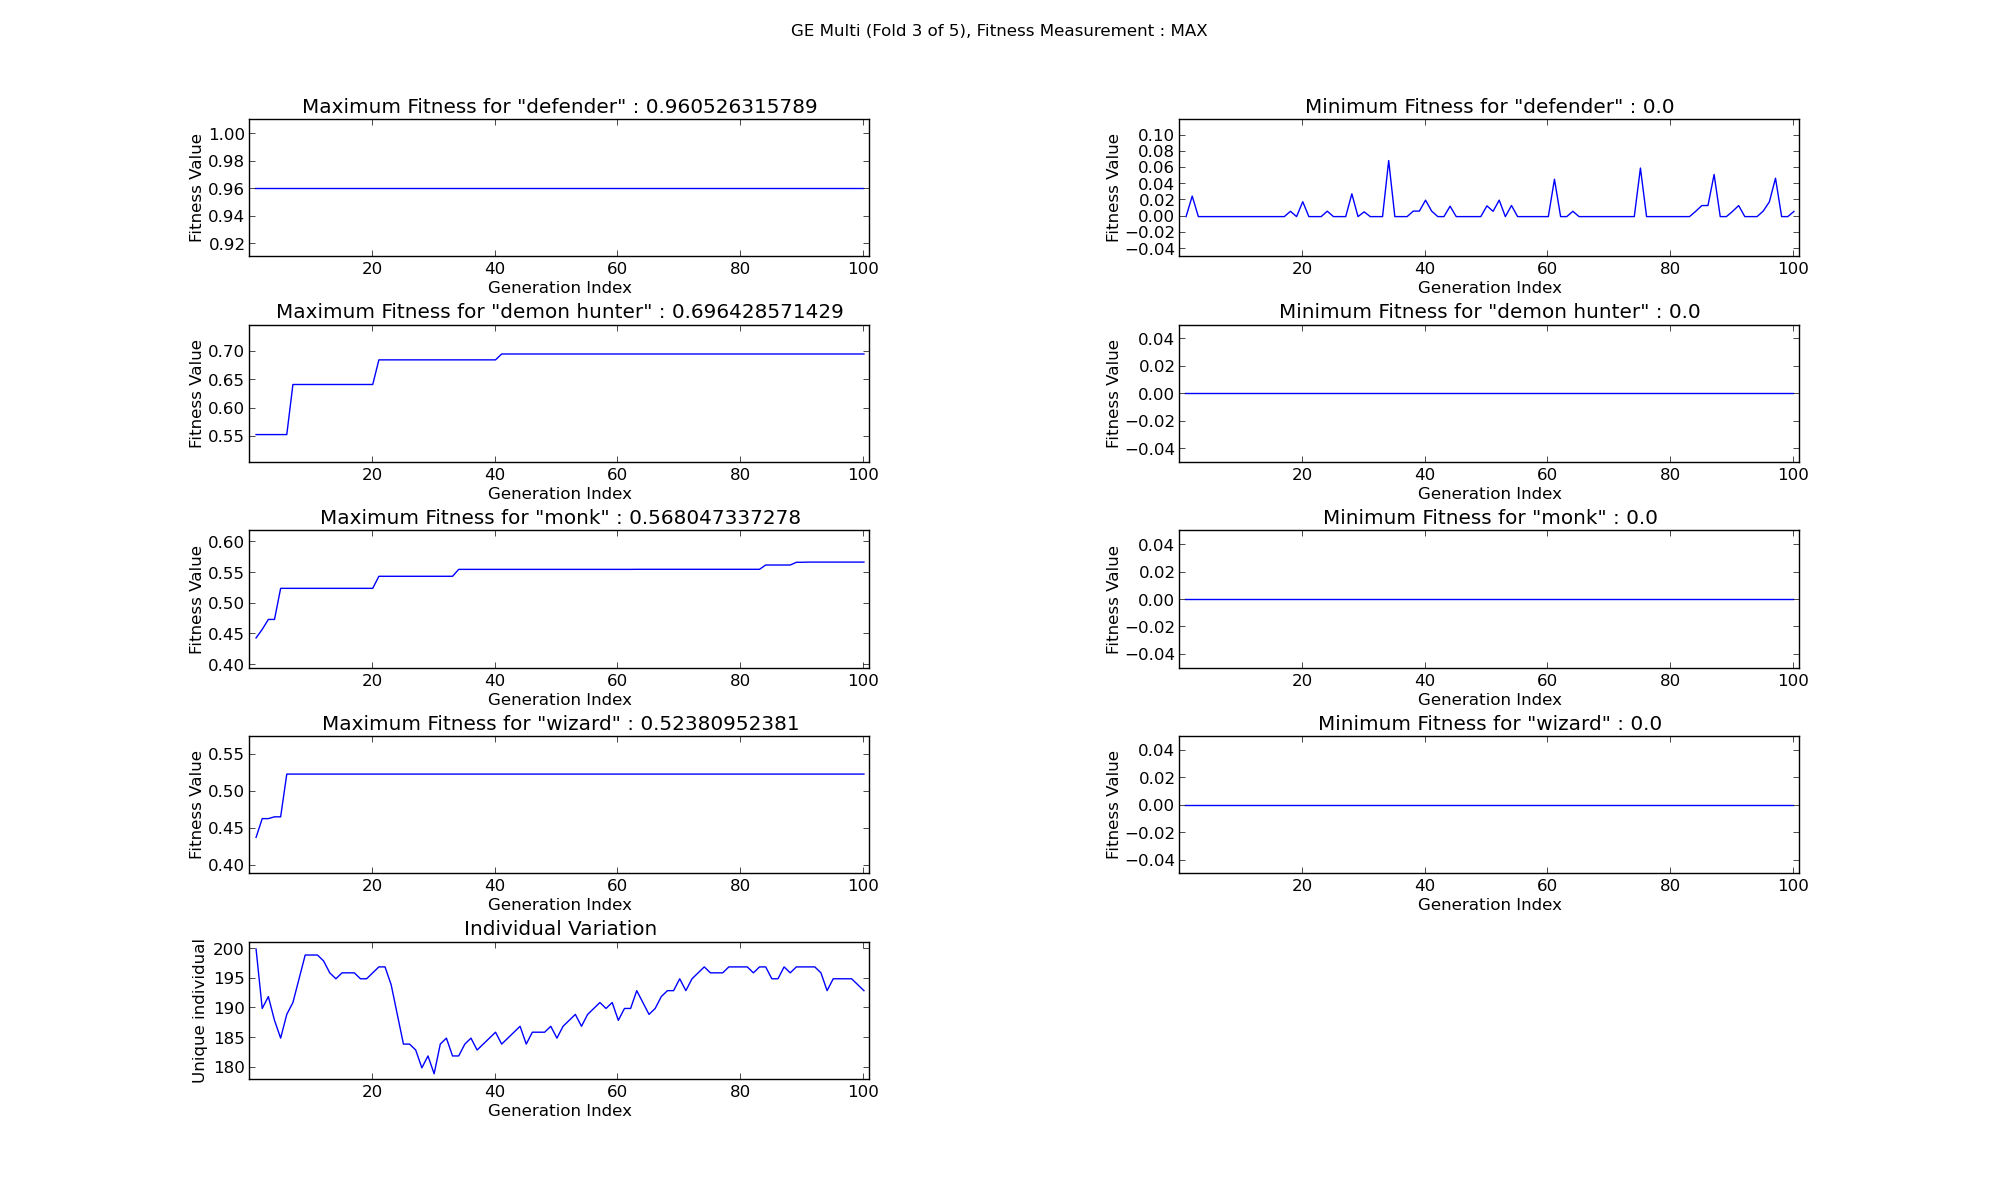 GE Multi (Fold 3 of 5), Fitness Measurement : MAX
Maximum Fitness for "defender" : 0.960526315789
Fitness Value
1.00
0.98
0.96
0.94
0.92
20 40 60 80 100
Generation Index
Minimum Fitness for "defender" : 0.0
Fitness Value
0.10
0.08
0.06
0.04
0.02
0.00
−0.02
−0.04
20 40 60 80 100
Generation Index
Maximum Fitness for "demon hunter" : 0.696428571429
Fitness Value
0.70
0.65
0.60
0.55
20 40 60 80 100
Generation Index
Minimum Fitness for "demon hunter" : 0.0
Fitness Value
0.04
0.02
0.00
−0.02
−0.04
20 40 60 80 100
Generation Index
Maximum Fitness for "monk" : 0.568047337278
Fitness Value
0.60
0.55
0.50
0.45
0.40
20 40 60 80 100
Generation Index
Minimum Fitness for "monk" : 0.0
Fitness Value
0.04
0.02
0.00
−0.02
−0.04
20 40 60 80 100
Generation Index
Maximum Fitness for "wizard" : 0.52380952381
Fitness Value
0.55
0.50
0.45
0.40
20 40 60 80 100
Generation Index
Minimum Fitness for "wizard" : 0.0
Fitness Value
0.04
0.02
0.00
−0.02
−0.04
20 40 60 80 100
Generation Index
Individual Variation
Unique individual
200
195
190
185
180
20 40 60 80 100
Generation Index